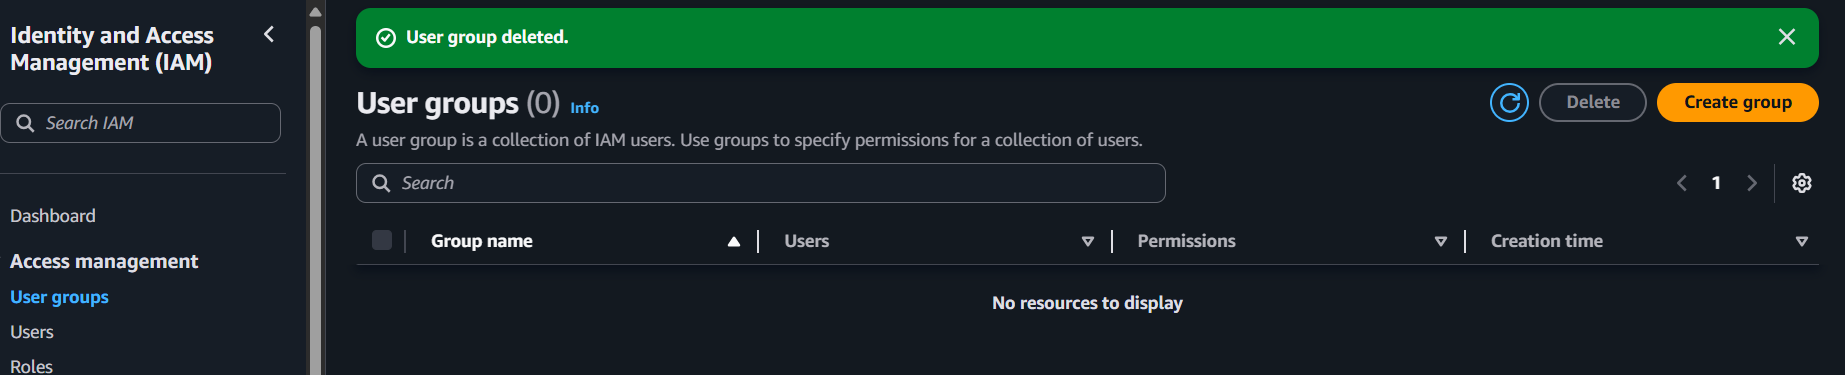 Identity and Access
Management (IAM)
Search IAM
Dashboard
Access management
User groups
Users
Roles
User group deleted.
User groups (0) Info
Delete
Create group
A user group is a collection of IAM users. Use groups to specify permissions for a collection of users.
Search
1
Group name Users Permissions Creation time
No resources to display